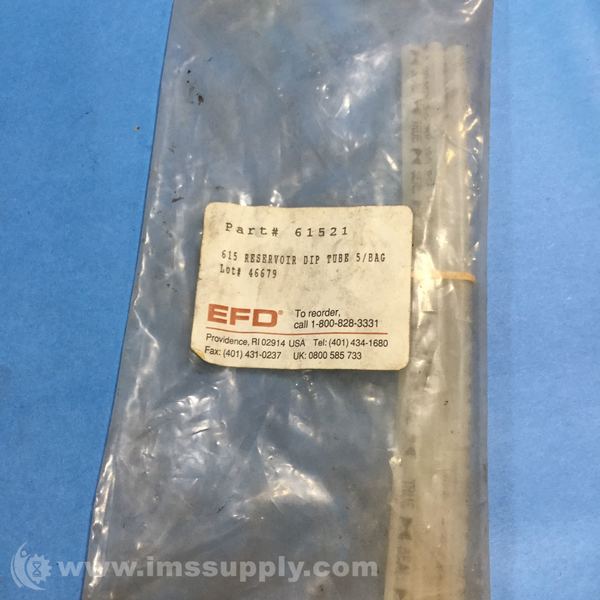 Part# 61521
615 RESERVOIR DIP TUBE 5/BAG
Lot# 46679
EFD® To reorder,
call 1-800-828-3331
Providence, RI 02914 USA Tel: (401) 434-1680
Fax: (401) 431-0237 UK: 0800 585 733
www.imssupply.com